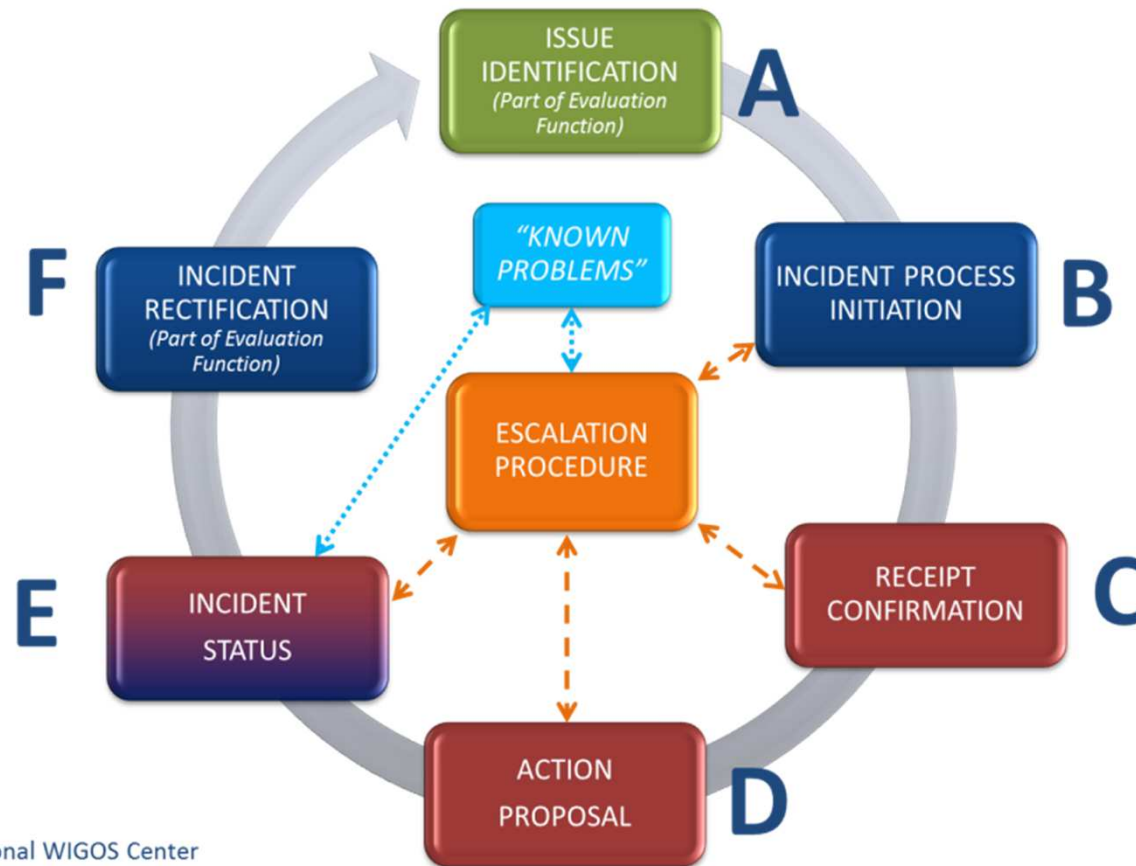 ISSUE
IDENTIFICATION
(Part of Evaluation
Function)
A
"KNOWN
PROBLEMS"
INCIDENT PROCESS
INITIATION
B
F
INCIDENT
RECTIFICATION
(Part of Evaluation
Function)
ESCALATION
PROCEDURE
E
INCIDENT
STATUS
RECEIPT
CONFIRMATION
C
ACTION
PROPOSAL
D
WIGOS Center